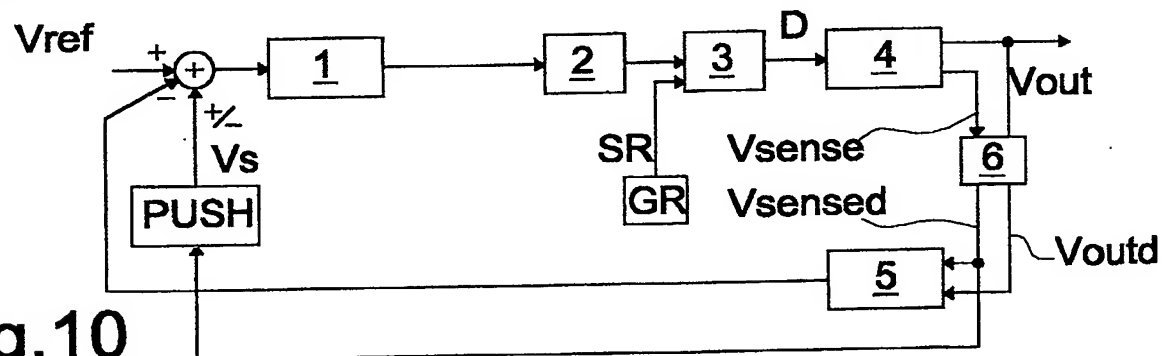 Vref
+
+
−
+/−
Vs
PUSH
1
2
3
D
4
Vout
SR
GR
Vsense
6
Vsensed
Voutd
5
g.10